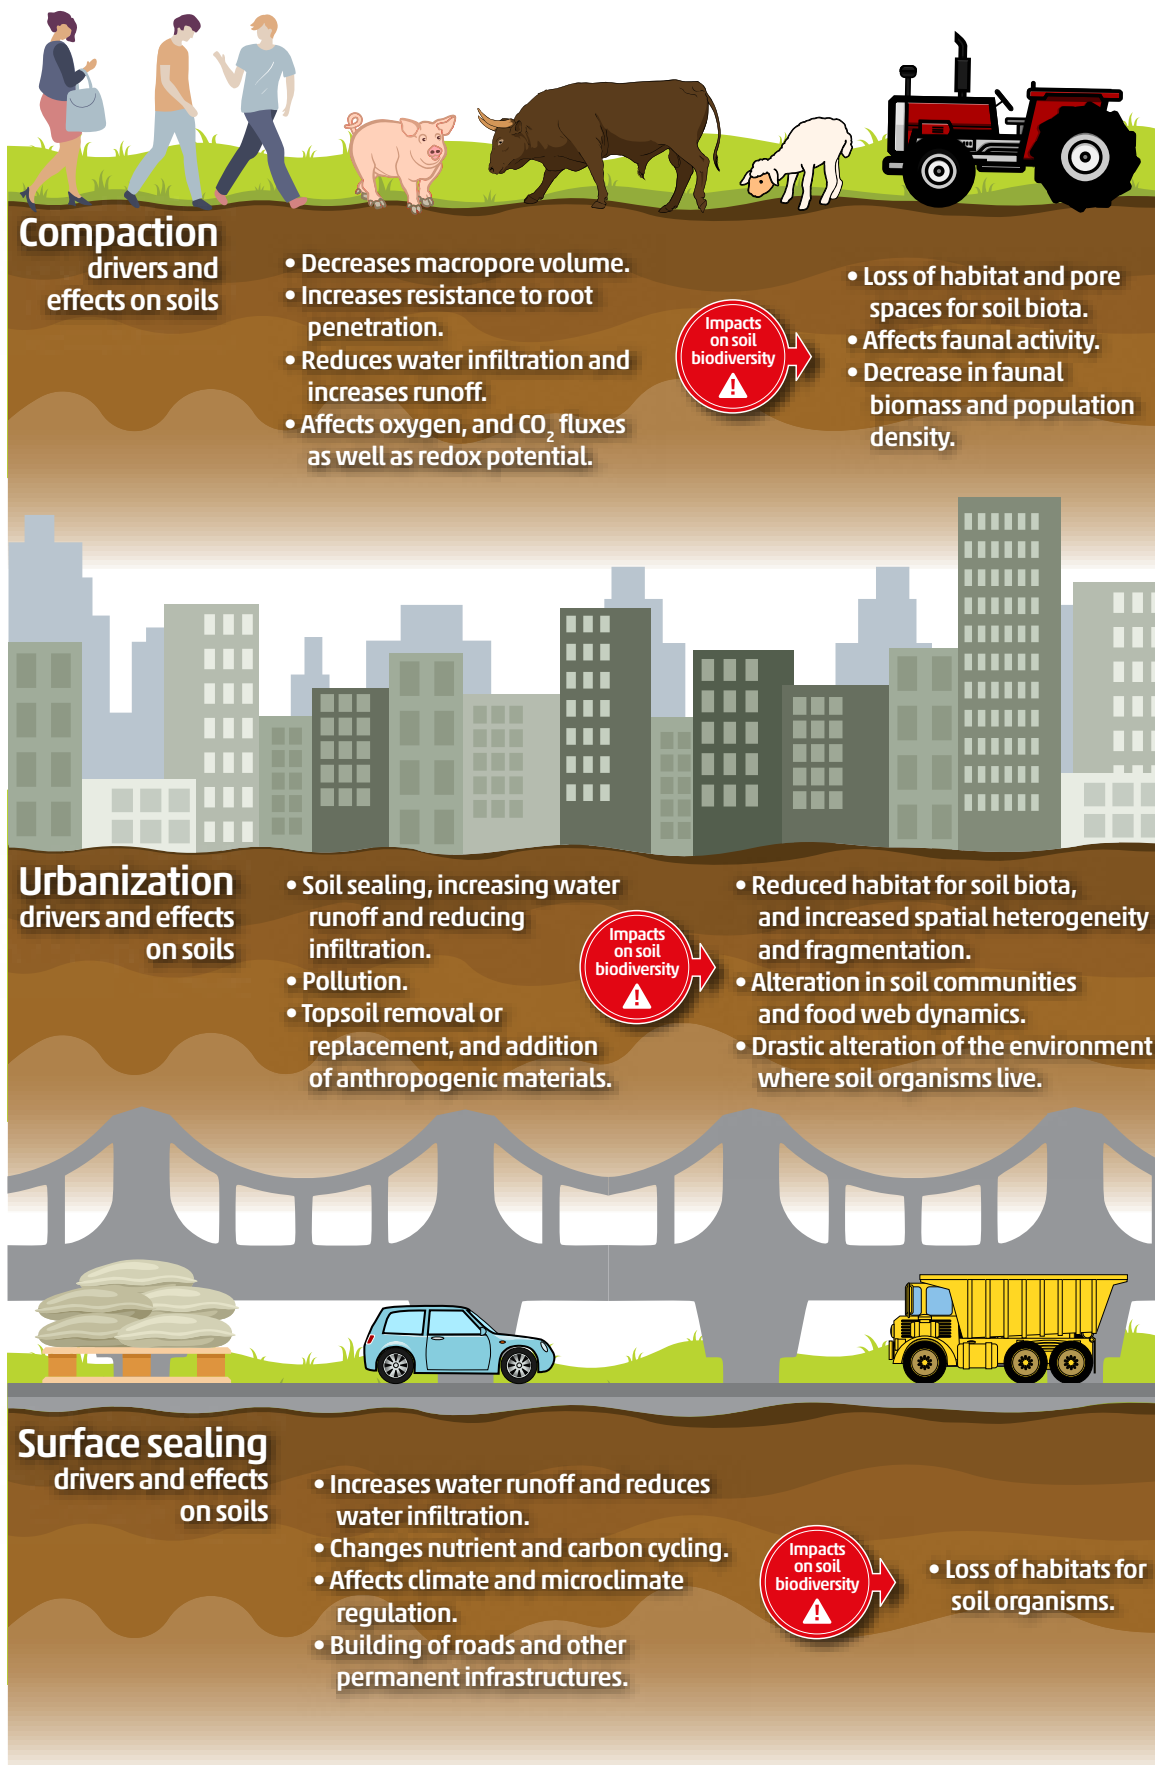 Compaction
drivers and
effects on soils
• Decreases macropore volume.
• Increases resistance to root
penetration.
• Reduces water infiltration and
increases runoff.
• Affects oxygen, and CO₂ fluxes
as well as redox potential.
Impacts
on soil
biodiversity
• Loss of habitat and pore
spaces for soil biota.
• Affects faunal activity.
• Decrease in faunal
biomass and population
density.
Urbanization
drivers and effects
on soils
• Soil sealing, increasing water
runoff and reducing
infiltration.
• Pollution.
• Topsoil removal or
replacement, and addition
of anthropogenic materials.
Impacts
on soil
biodiversity
• Reduced habitat for soil biota,
and increased spatial heterogeneity
and fragmentation.
• Alteration in soil communities
and food web dynamics.
• Drastic alteration of the environment
where soil organisms live.
Surface sealing
drivers and effects
on soils
• Increases water runoff and reduces
water infiltration.
• Changes nutrient and carbon cycling.
• Affects climate and microclimate
regulation.
• Building of roads and other
permanent infrastructures.
Impacts
on soil
biodiversity
• Loss of habitats for
soil organisms.